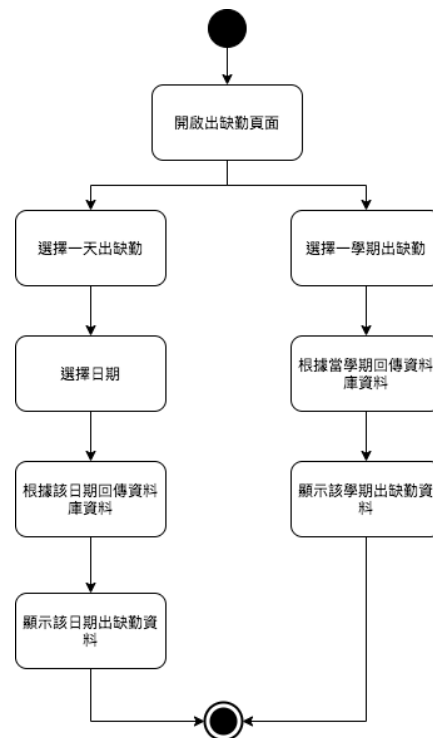 開啟出缺勤頁面
選擇一天出缺勤
選擇一學期出缺勤
選擇日期
根據當學期回傳資料
庫資料
根據該日期回傳資料
庫資料
顯示該學期出缺勤資
料
顯示該日期出缺勤資
料